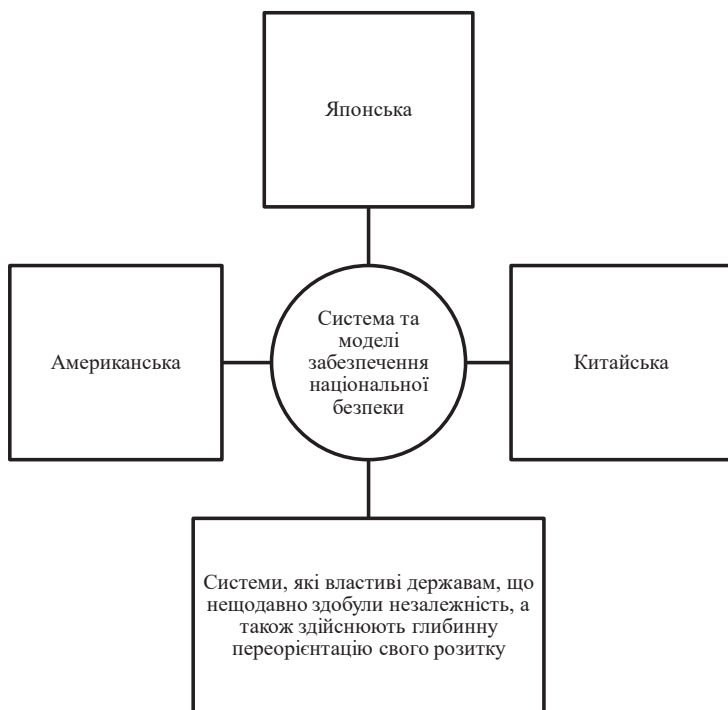 Японська
Американська
Система та
моделі
забезпечення
національної
безпеки
Китайська
Системи, які властиві державам, що
нещодавно здобули незалежність, а
також здійснюють глибинну
переорієнтацію свого розитку